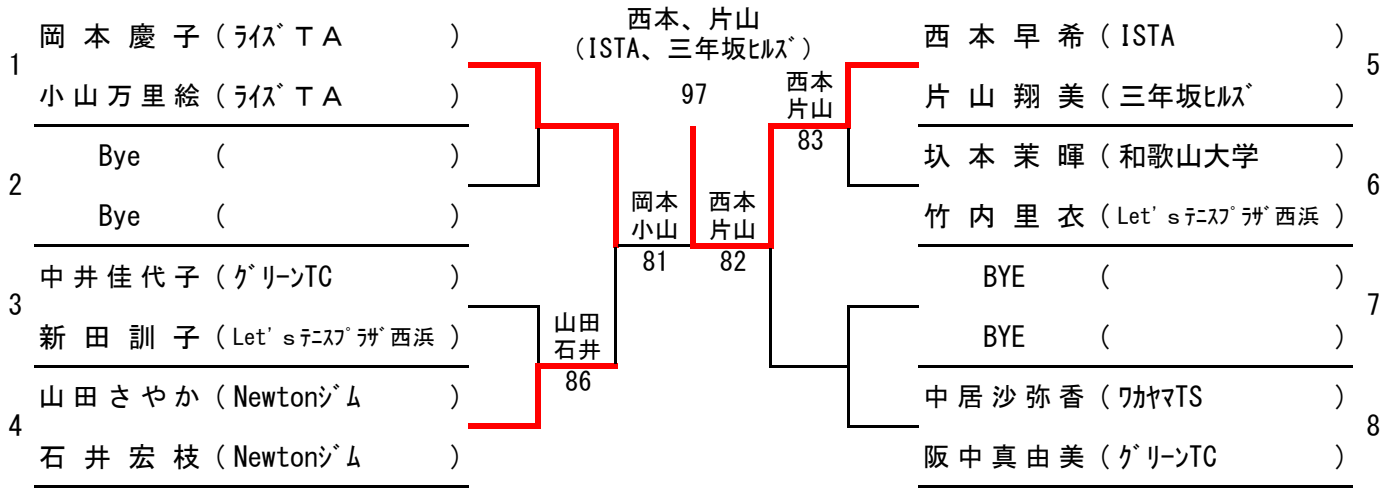 西本、片山
(ISTA、三年坂ﾋﾙｽﾞ)
97
1
岡本慶子(ﾗｲｽﾞTA)
小山万里絵(ﾗｲｽﾞTA)
2
Bye ( )
Bye ( )
3
中井佳代子(ｸﾞﾘｰﾝTC)
新田訓子(Let'sﾃﾆｽﾌﾟﾗｻﾞ西浜)
4
山田さやか(Newtonｼﾞﾑ)
石井宏枝(Newtonｼﾞﾑ)
山田
石井
86
岡本
小山
81
西本
片山
82
西本
片山
83
西本早希(ISTA)
片山翔美(三年坂ﾋﾙｽﾞ)
5
圦本茉暉(和歌山大学)
竹内里衣(Let'sﾃﾆｽﾌﾟﾗｻﾞ西浜)
6
BYE ( )
BYE ( )
7
中居沙弥香(ﾜｶﾔﾏTS)
阪中真由美(ｸﾞﾘｰﾝTC)
8